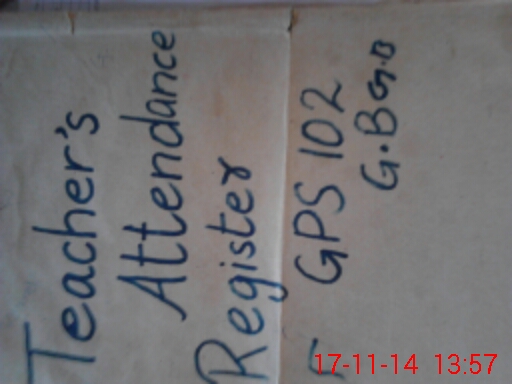 Teacher's
Attendance
Register
GPS 102
G.B
17-11-14 13:57